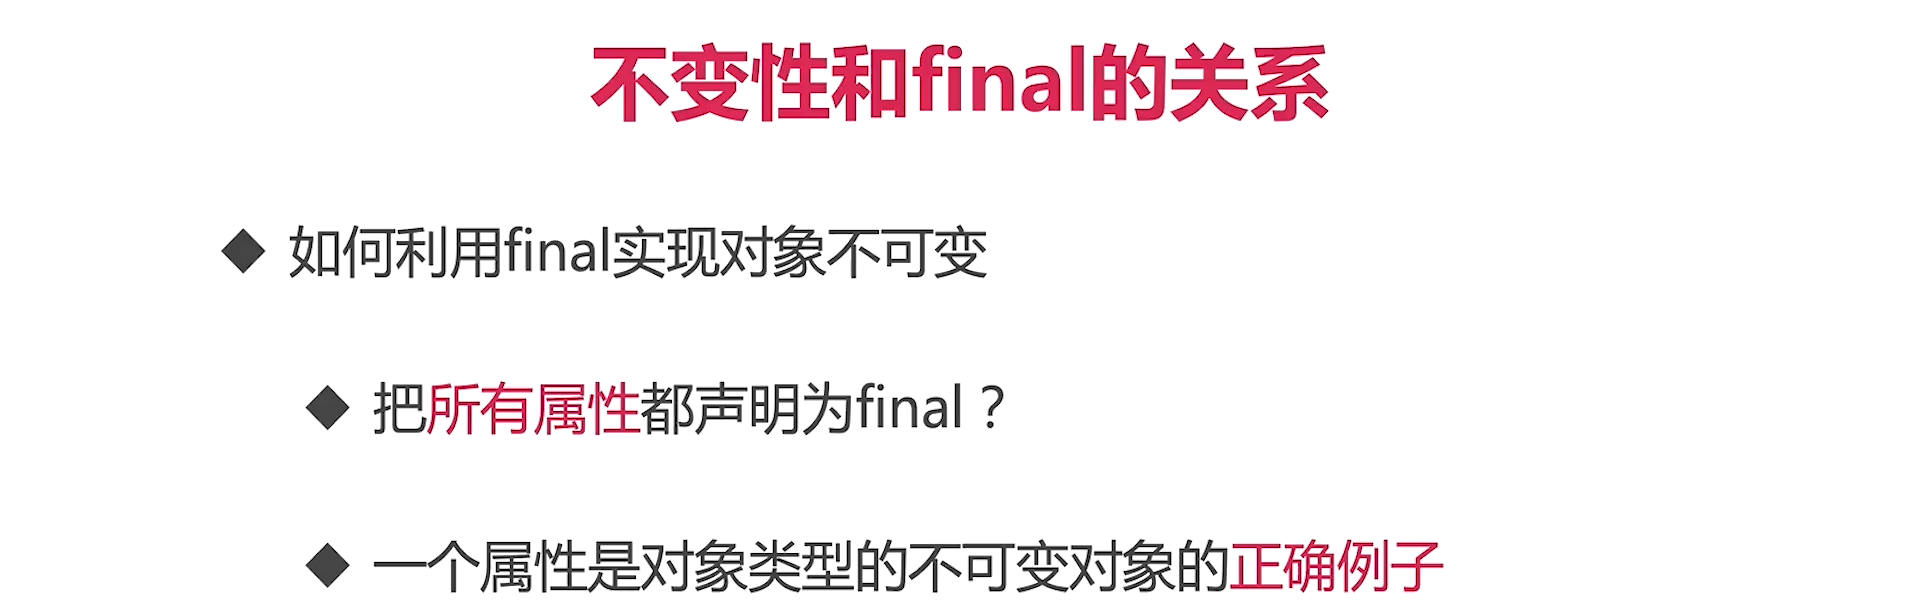 不变性和final的关系
如何利用final实现对象不可变
把所有属性都声明为final？
一个属性是对象类型的不可变对象的正确例子